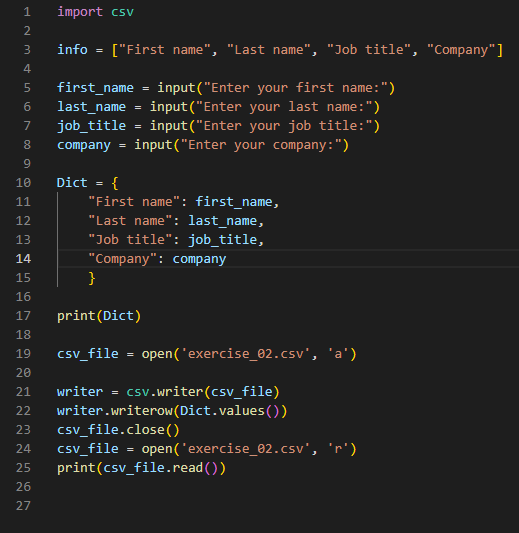 1 import csv
2
3 info = ["First name", "Last name", "Job title", "Company"]
4
5 first_name = input("Enter your first name:")
6 last_name = input("Enter your last name:")
7 job_title = input("Enter your job title:")
8 company = input("Enter your company:")
9
10 Dict = {
11     "First name": first_name,
12     "Last name": last_name,
13     "Job title": job_title,
14     "Company": company
15     }
16
17 print(Dict)
18
19 csv_file = open('exercise_02.csv', 'a')
20
21 writer = csv.writer(csv_file)
22 writer.writerow(Dict.values())
23 csv_file.close()
24 csv_file = open('exercise_02.csv', 'r')
25 print(csv_file.read())
26
27